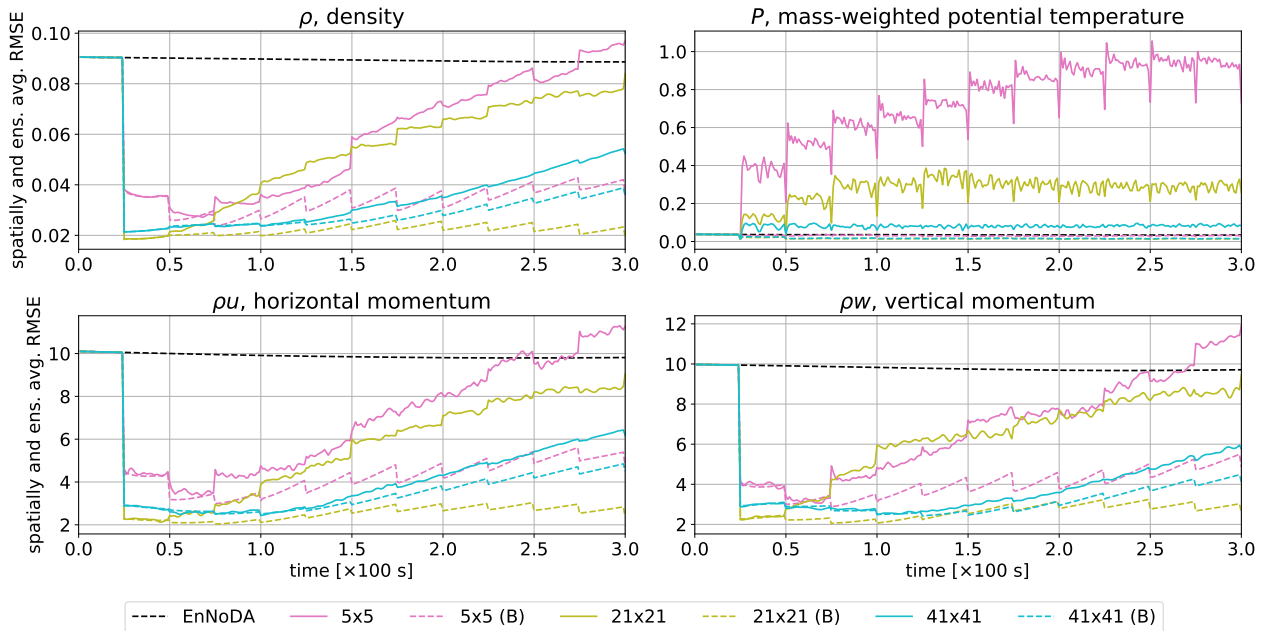 ρ, density
P, mass-weighted potential temperature
spatially and ens. avg. RMSE
0.10
0.08
0.06
0.04
0.02
0.0 0.5 1.0 1.5 2.0 2.5 3.0
1.0
0.8
0.6
0.4
0.2
0.0
0.0 0.5 1.0 1.5 2.0 2.5 3.0
ρu, horizontal momentum
ρw, vertical momentum
spatially and ens. avg. RMSE
10
8
6
4
2
0.0 0.5 1.0 1.5 2.0 2.5 3.0
time [×100 s]
12
10
8
6
4
2
0.0 0.5 1.0 1.5 2.0 2.5 3.0
time [×100 s]
EnNoDA 5x5 5x5 (B) 21x21 21x21 (B) 41x41 41x41 (B)